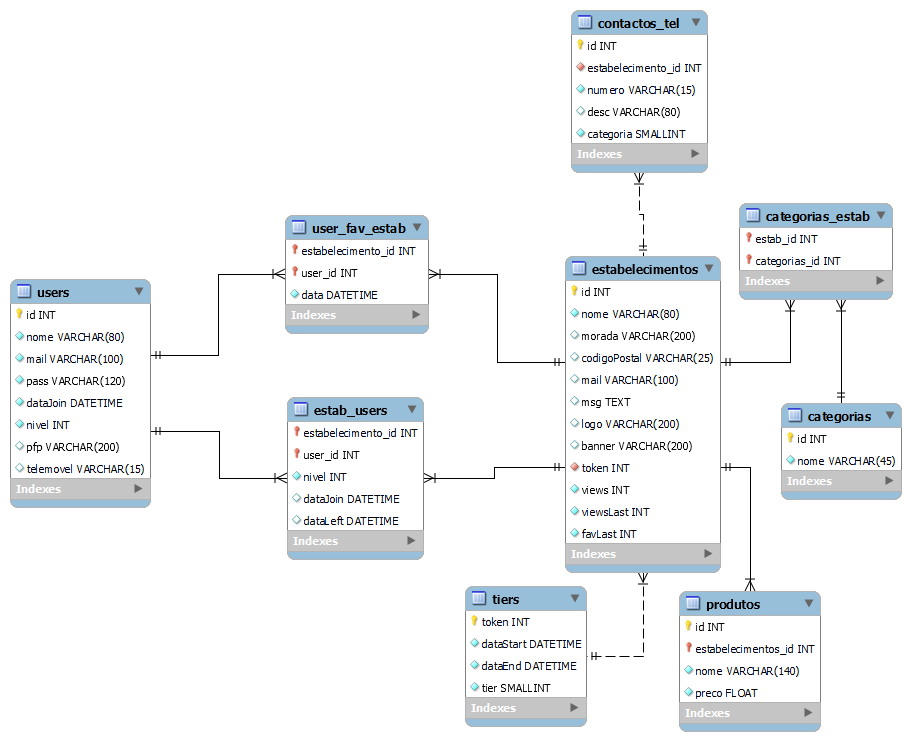 contactos_tel
id INT
estabelecimento_id INT
numero VARCHAR(15)
desc VARCHAR(80)
categoria SMALLINT
Indexes
categorias_estab
estab_id INT
categorias_id INT
Indexes
user_fav_estab
estabelecimento_id INT
user_id INT
data DATETIME
Indexes
estabelecimentos
id INT
nome VARCHAR(80)
morada VARCHAR(200)
codigoPostal VARCHAR(25)
mail VARCHAR(100)
msg TEXT
logo VARCHAR(200)
banner VARCHAR(200)
token INT
views INT
viewsLast INT
favLast INT
Indexes
users
id INT
nome VARCHAR(80)
mail VARCHAR(100)
pass VARCHAR(120)
dataJoin DATETIME
nivel INT
pfp VARCHAR(200)
telemovel VARCHAR(15)
Indexes
estab_users
estabelecimento_id INT
user_id INT
nivel INT
dataJoin DATETIME
dataLeft DATETIME
Indexes
categorias
id INT
nome VARCHAR(45)
Indexes
tiers
token INT
dataStart DATETIME
dataEnd DATETIME
tier SMALLINT
Indexes
produtos
id INT
estabelecimentos_id INT
nome VARCHAR(140)
preco FLOAT
Indexes